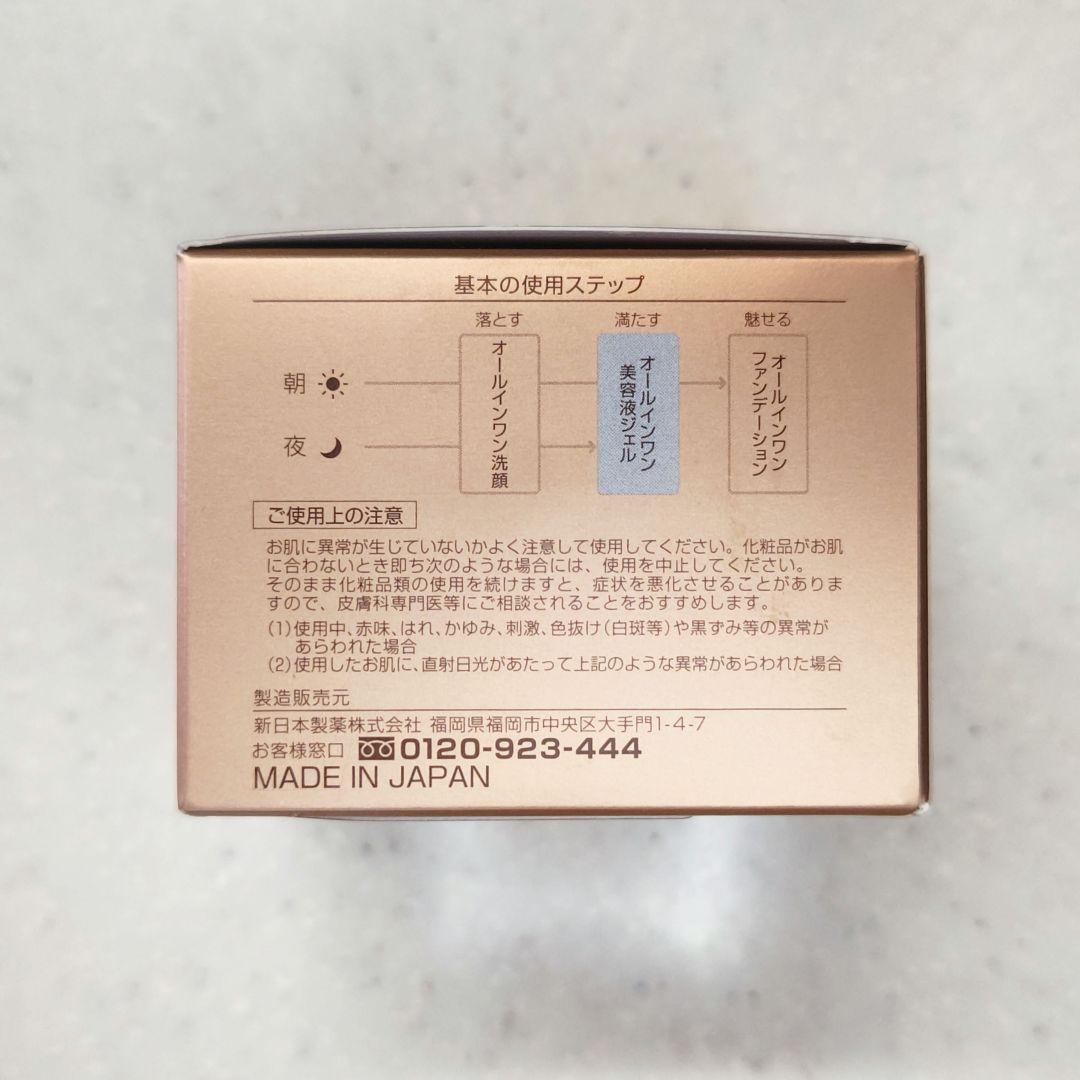 基本の使用ステップ
落とす 満たす 魅せる
朝
夜
オールインワン洗顔
オールインワン
美容液ジェル
オールインワン
ファンデーション
ご使用上の注意
お肌に異常が生じていないかよく注意して使用してください。化粧品がお肌
に合わないとき即ち次のような場合には、使用を中止してください。
そのまま化粧品類の使用を続けますと、症状を悪化させることがありま
すので、皮膚科専門医等にご相談されることをおすすめします。
(1)使用中、赤味、はれ、かゆみ、刺激、色抜け(白斑等)や黒ずみ等の異常が
あらわれた場合
(2)使用したお肌に、直射日光があたって上記のような異常があらわれた場合
製造販売元
新日本製薬株式会社 福岡県福岡市中央区大手門1-4-7
お客様窓口 0120-923-444
MADE IN JAPAN